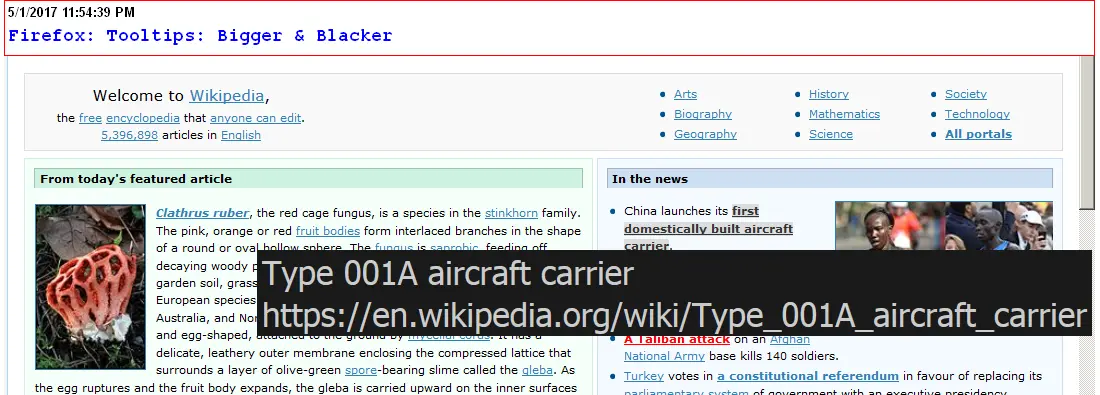 5/1/2017 11:54:39 PM
Firefox: Tooltips: Bigger & Blacker
Welcome to Wikipedia,
the free encyclopedia that anyone can edit.
5,396,898 articles in English
Arts
Biography
Geography
History
Mathematics
Science
Society
Technology
All portals
From today's featured article
Clathrus ruber, the red cage fungus, is a species in the stinkhorn family.
The pink, orange or red fruit bodies form interlaced branches in the shape
of a round or oval hollow sphere. The fungus is saprobic, feeding off
decaying woody p
garden soil, grass
European species
Australia, and Nor
and egg-shaped, attached to the ground by mycelial cords. It has a
delicate, leathery outer membrane enclosing the compressed lattice that
surrounds a layer of olive-green spore-bearing slime called the gleba. As
the egg ruptures and the fruit body expands, the gleba is carried upward on the inner surfaces
In the news
China launches its first
domestically built aircraft
carrier.
Type 001A aircraft carrier
https://en.wikipedia.org/wiki/Type_001A_aircraft_carrier
A Taliban attack on an Afghan
National Army base kills 140 soldiers.
Turkey votes in a constitutional referendum in favour of replacing its
parliamentary system of government with an executive presidency.